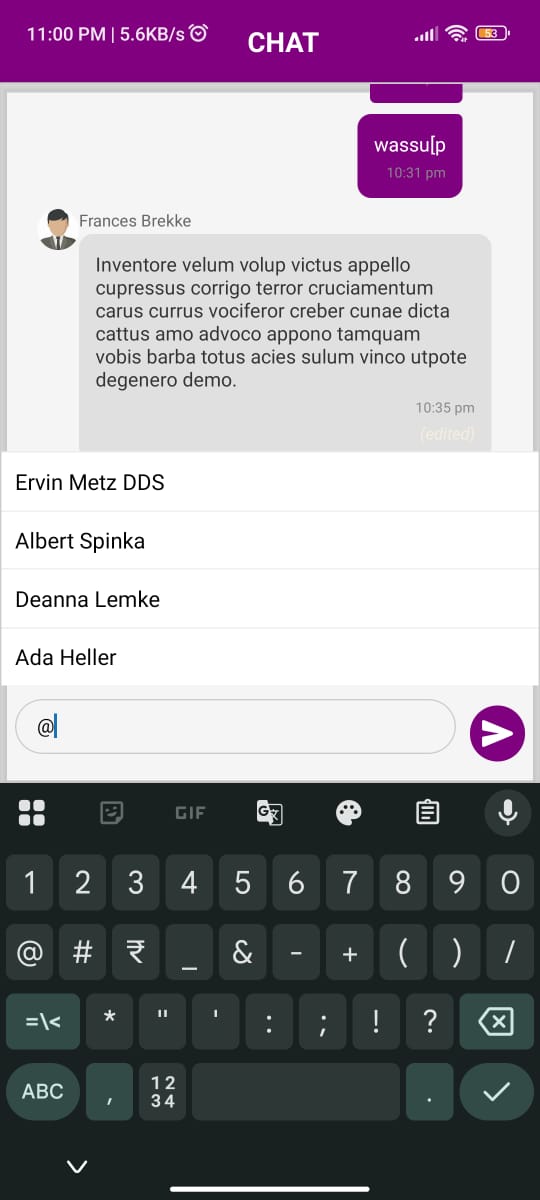 11:00 PM | 5.6KB/s
53
CHAT
wassu[p
10:31 pm
Frances Brekke
Inventore velum volup victus appello
cupressus corrigo terror cruciamentum
carus currus vociferor creber cunae dicta
cattus amo advoco appono tamquam
vobis barba totus acies sulum vinco utpote
degenero demo.
10:35 pm
(edited)
Ervin Metz DDS
Albert Spinka
Deanna Lemke
Ada Heller
@
GIF
1 2 3 4 5 6 7 8 9 0
@ # ₹ _ & - + ( ) /
=\< * " ' : ; ! ?
ABC , 12 .
34